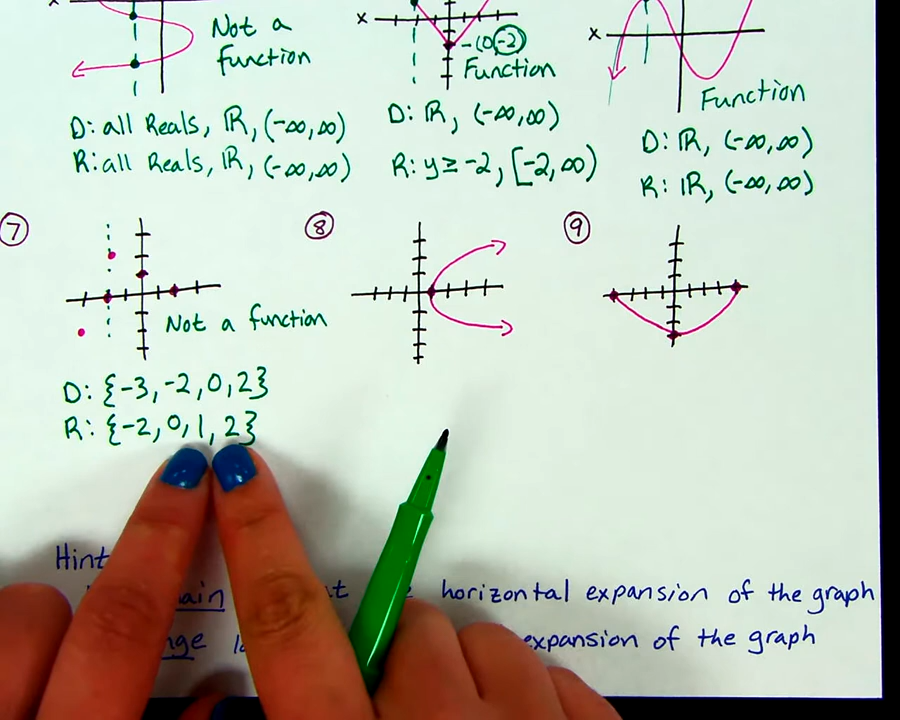 x
Not a
function
D: all Reals, ℝ, (-∞,∞)
R: all Reals, ℝ, (-∞,∞)
x
(0,-2)
Function
D: ℝ, (-∞,∞)
R: y≥-2, [-2,∞)
x
Function
D: ℝ, (-∞,∞)
R: ℝ, (-∞,∞)
7
Not a function
D: {-3,-2,0,2}
R: {-2,0,1,2}
8
9
Hint
horizontal expansion of the graph
expansion of the graph